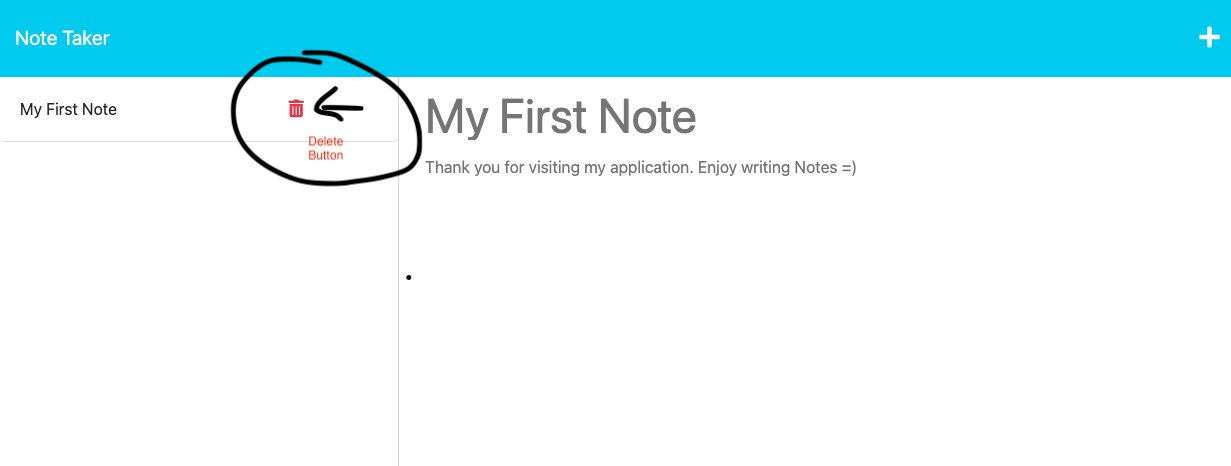 Note Taker
My First Note
Delete
Button
My First Note
Thank you for visiting my application. Enjoy writing Notes =)